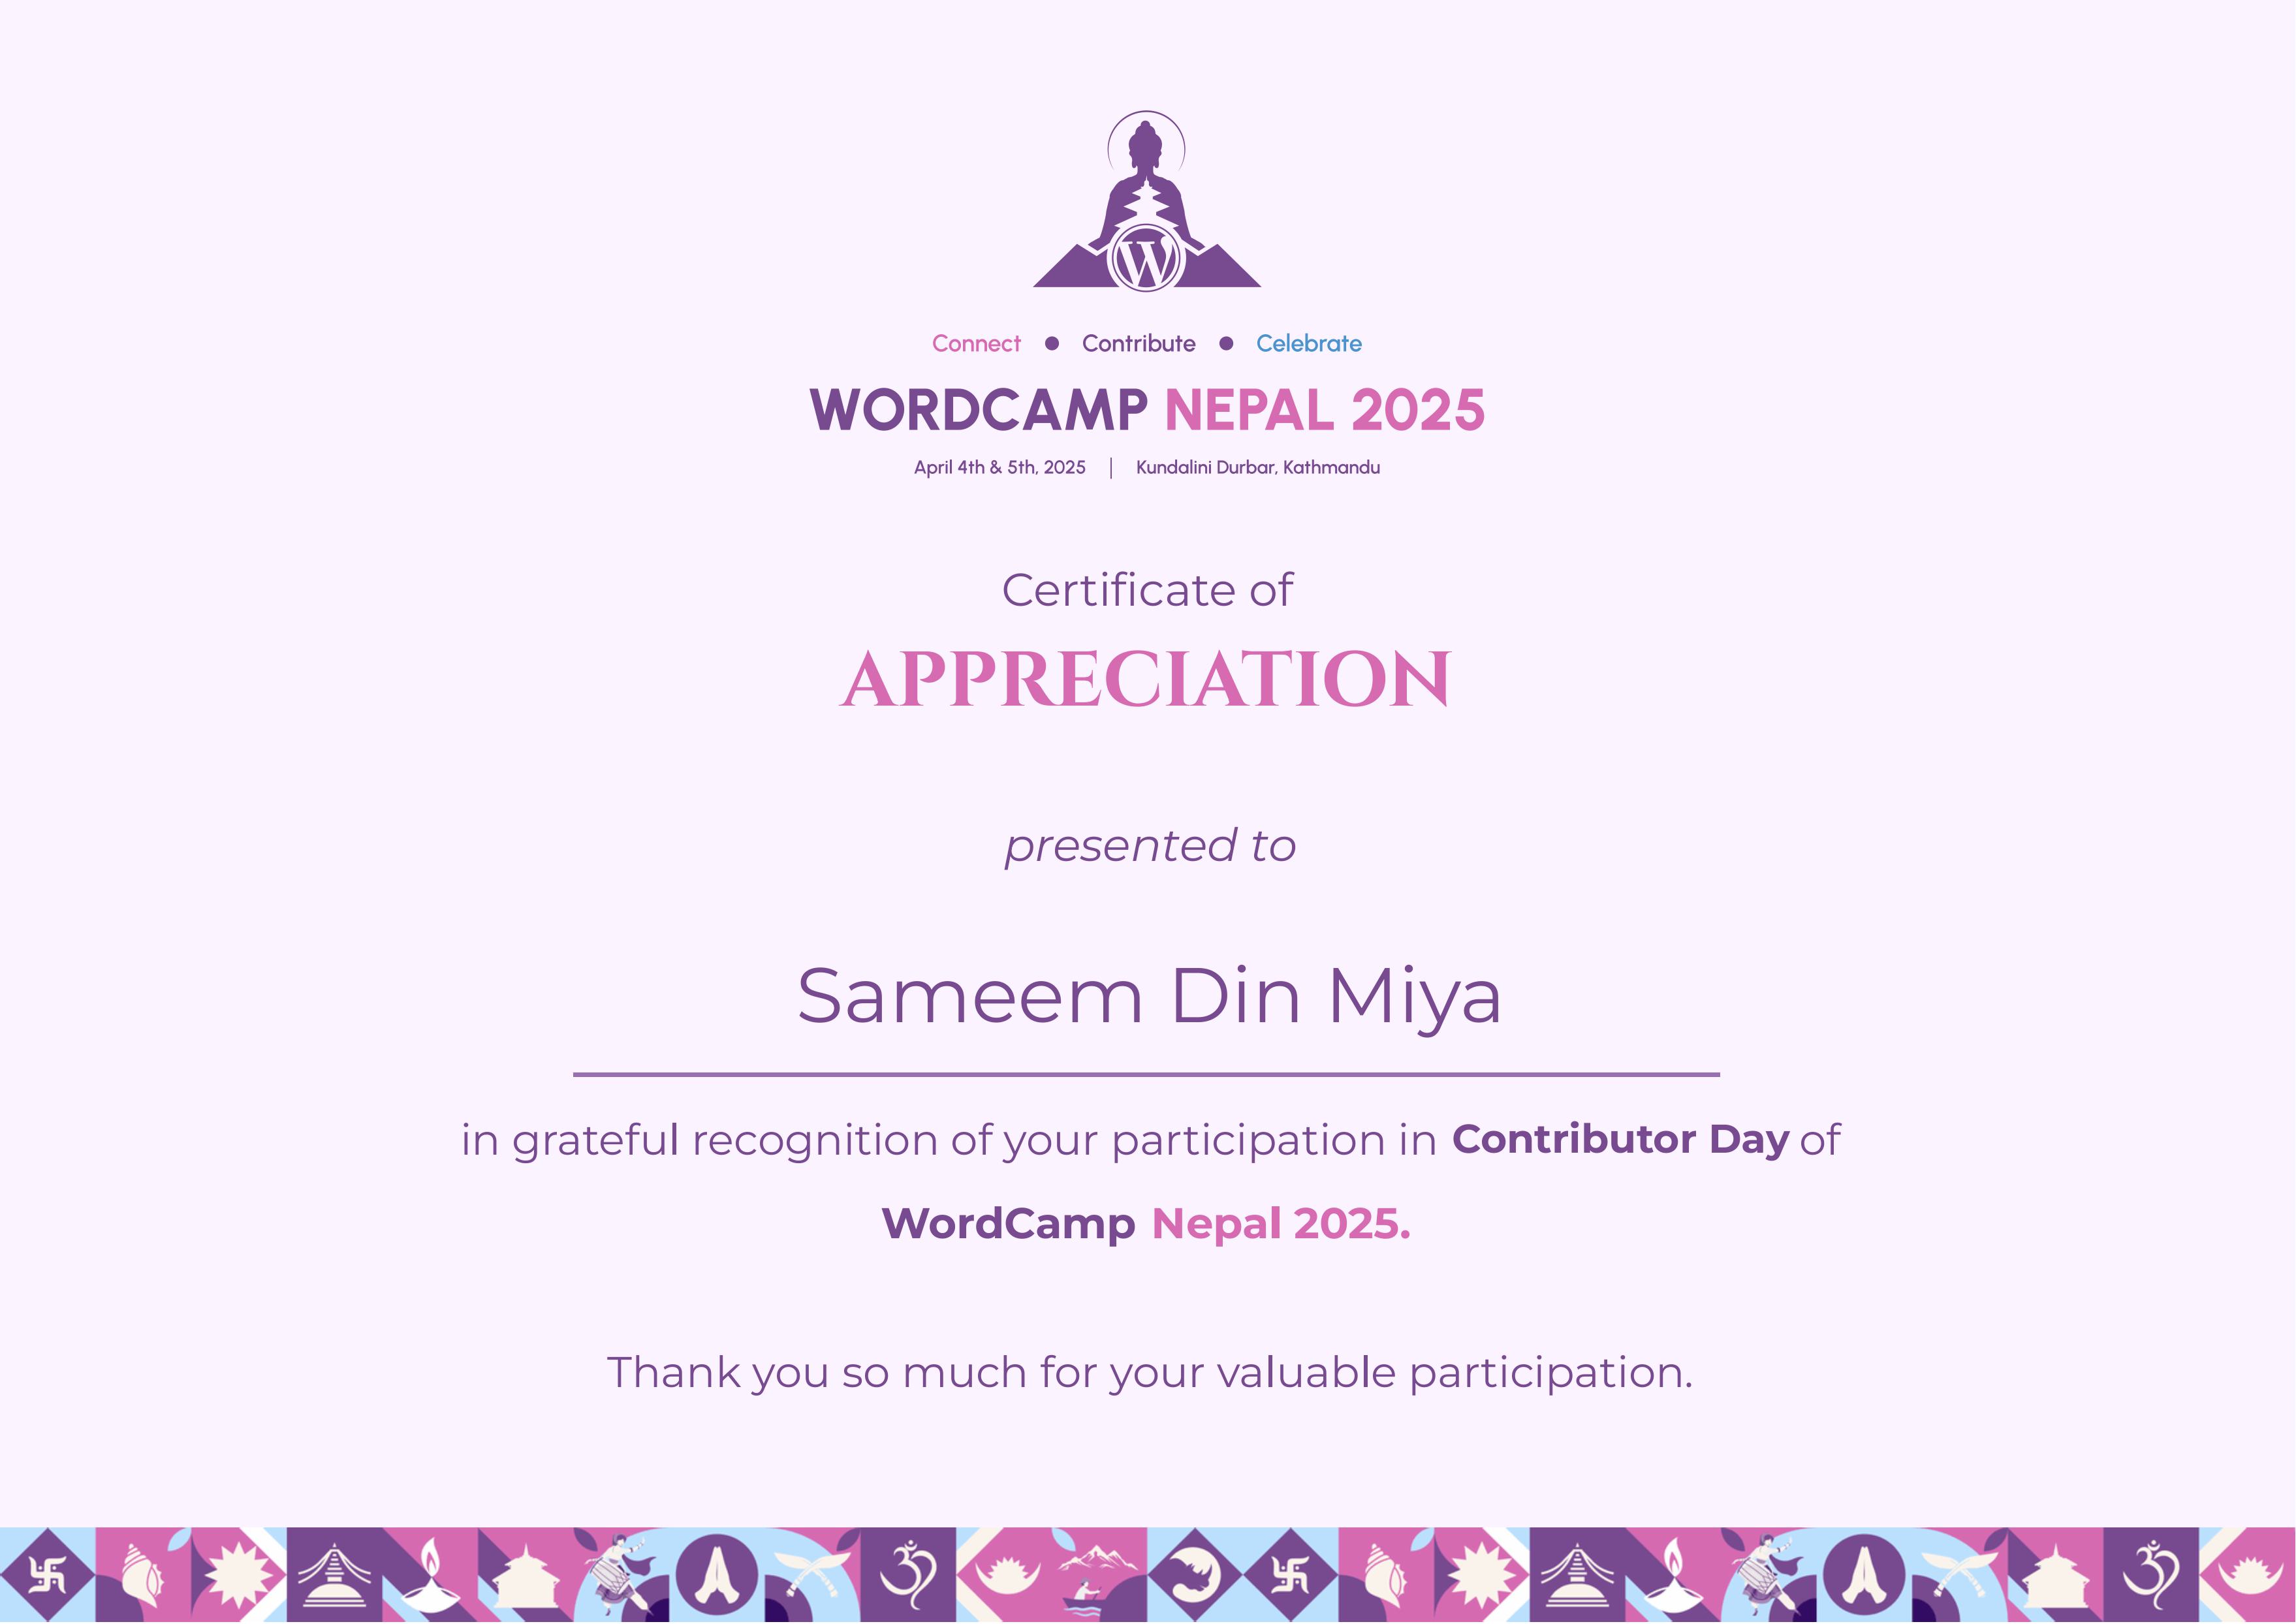 W
Connect • Contribute • Celebrate
WORDCAMP NEPAL 2025
April 4th & 5th, 2025 | Kundalini Durbar, Kathmandu
Certificate of
APPRECIATION
presented to
Sameem Din Miya
in grateful recognition of your participation in Contributor Day of
WordCamp Nepal 2025.
Thank you so much for your valuable participation.
ॐ ॐ